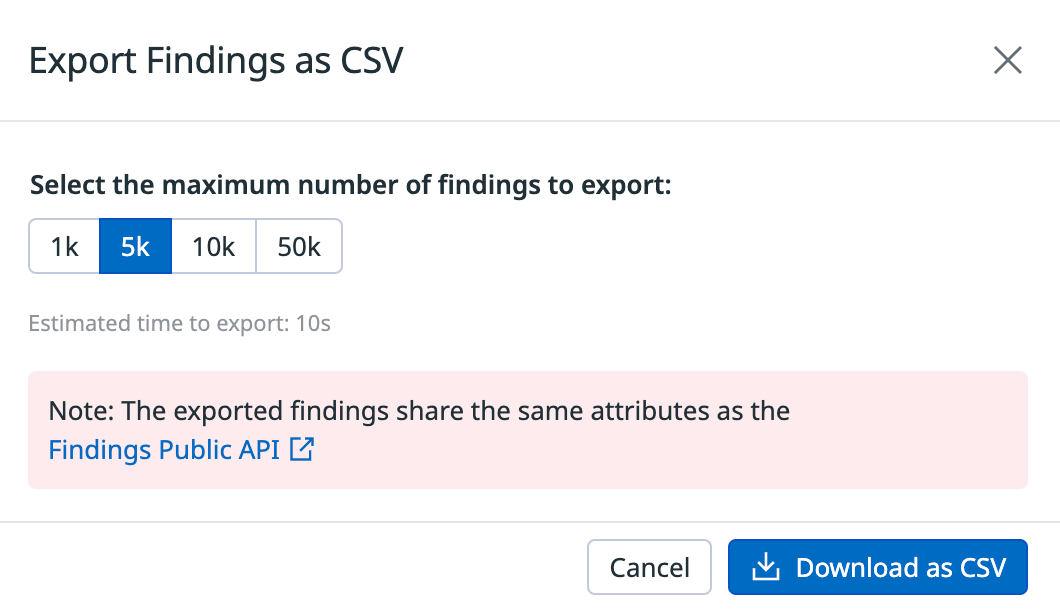 Export Findings as CSV
Select the maximum number of findings to export:
1k 5k 10k 50k
Estimated time to export: 10s
Note: The exported findings share the same attributes as the
Findings Public API
Cancel Download as CSV